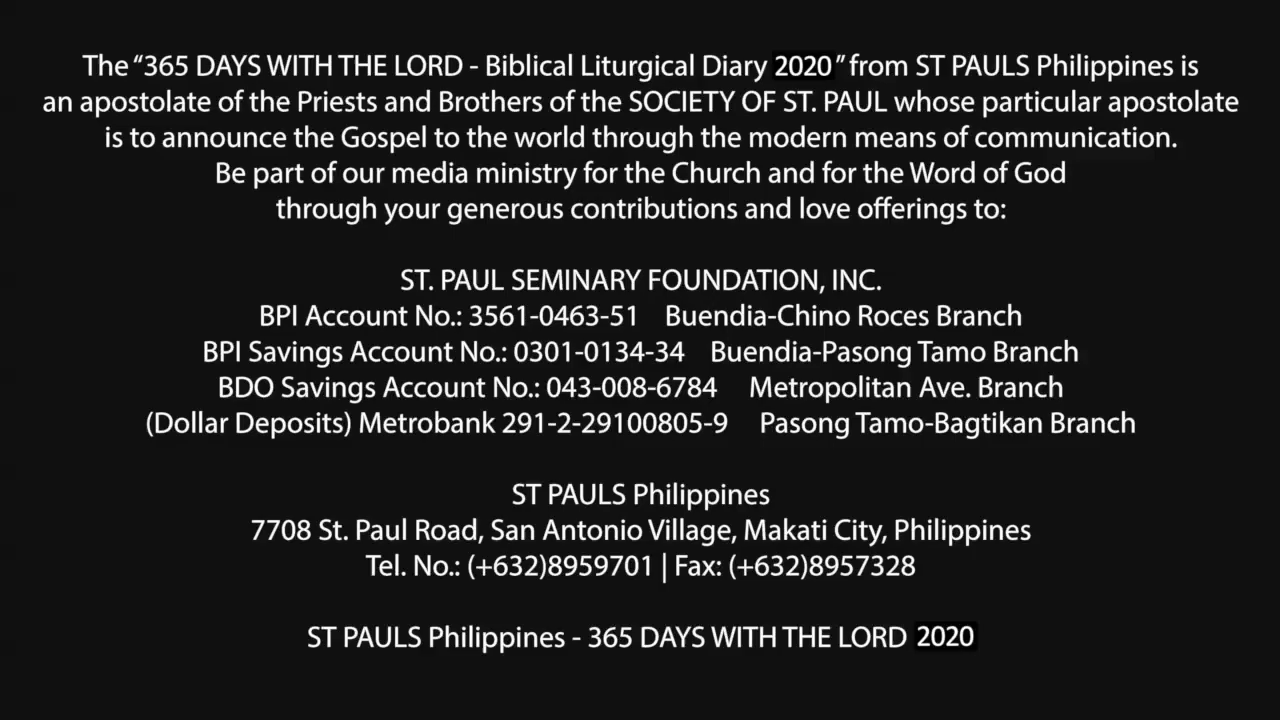 The “365 DAYS WITH THE LORD - Biblical Liturgical Diary 2020” from ST PAULS Philippines is
an apostolate of the Priests and Brothers of the SOCIETY OF ST. PAUL whose particular apostolate
is to announce the Gospel to the world through the modern means of communication.
Be part of our media ministry for the Church and for the Word of God
through your generous contributions and love offerings to:
ST. PAUL SEMINARY FOUNDATION, INC.
BPI Account No.: 3561-0463-51 Buendia-Chino Roces Branch
BPI Savings Account No.: 0301-0134-34 Buendia-Pasong Tamo Branch
BDO Savings Account No.: 043-008-6784 Metropolitan Ave. Branch
(Dollar Deposits) Metrobank 291-2-29100805-9 Pasong Tamo-Bagtikan Branch
ST PAULS Philippines
7708 St. Paul Road, San Antonio Village, Makati City, Philippines
Tel. No.: (+632)8959701 | Fax: (+632)8957328
ST PAULS Philippines - 365 DAYS WITH THE LORD 2020